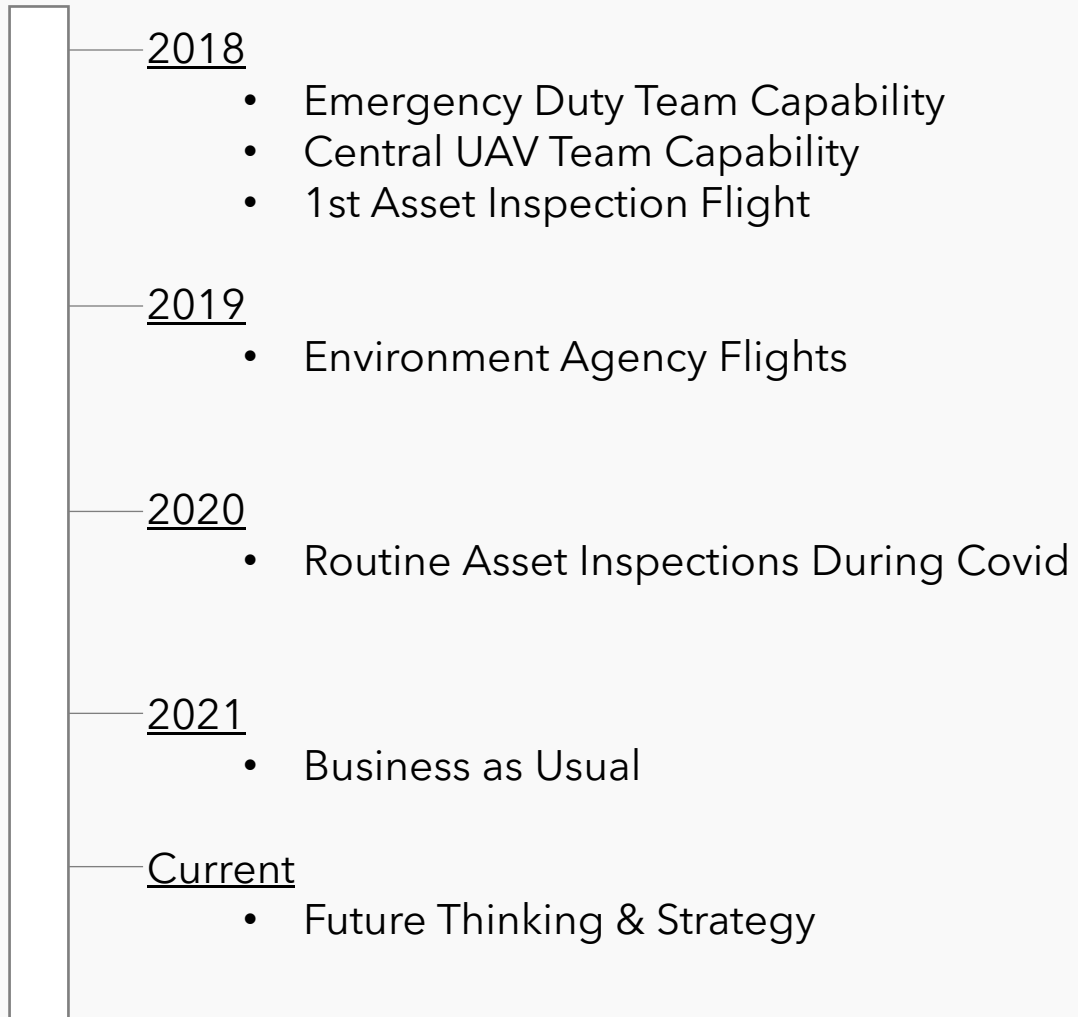 2018
• Emergency Duty Team Capability
• Central UAV Team Capability
• 1st Asset Inspection Flight
2019
• Environment Agency Flights
2020
• Routine Asset Inspections During Covid
2021
• Business as Usual
Current
• Future Thinking & Strategy